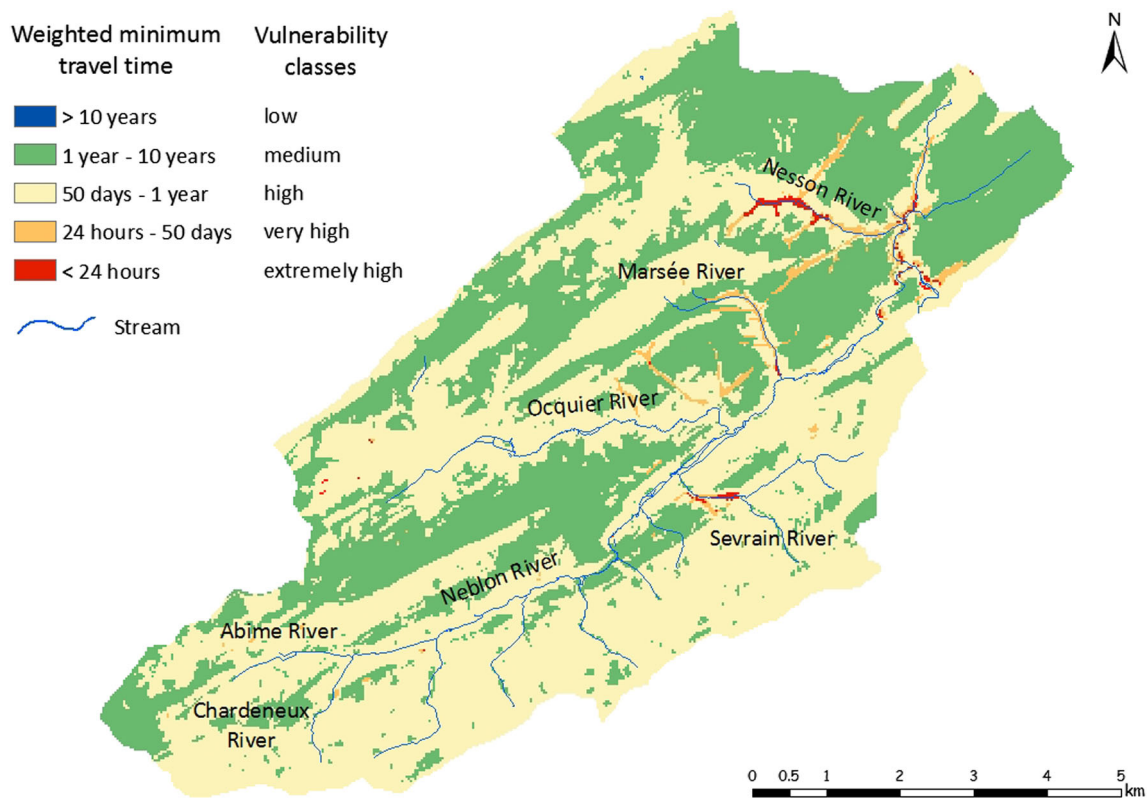 Weighted minimum travel time
Vulnerability classes
> 10 years low
1 year - 10 years medium
50 days - 1 year high
24 hours - 50 days very high
< 24 hours extremely high
Stream
N
Nesson River
Marsée River
Ocquier River
Sevrain River
Neblon River
Abime River
Chardeneux
River
0 0.5 1 2 3 4 5
km